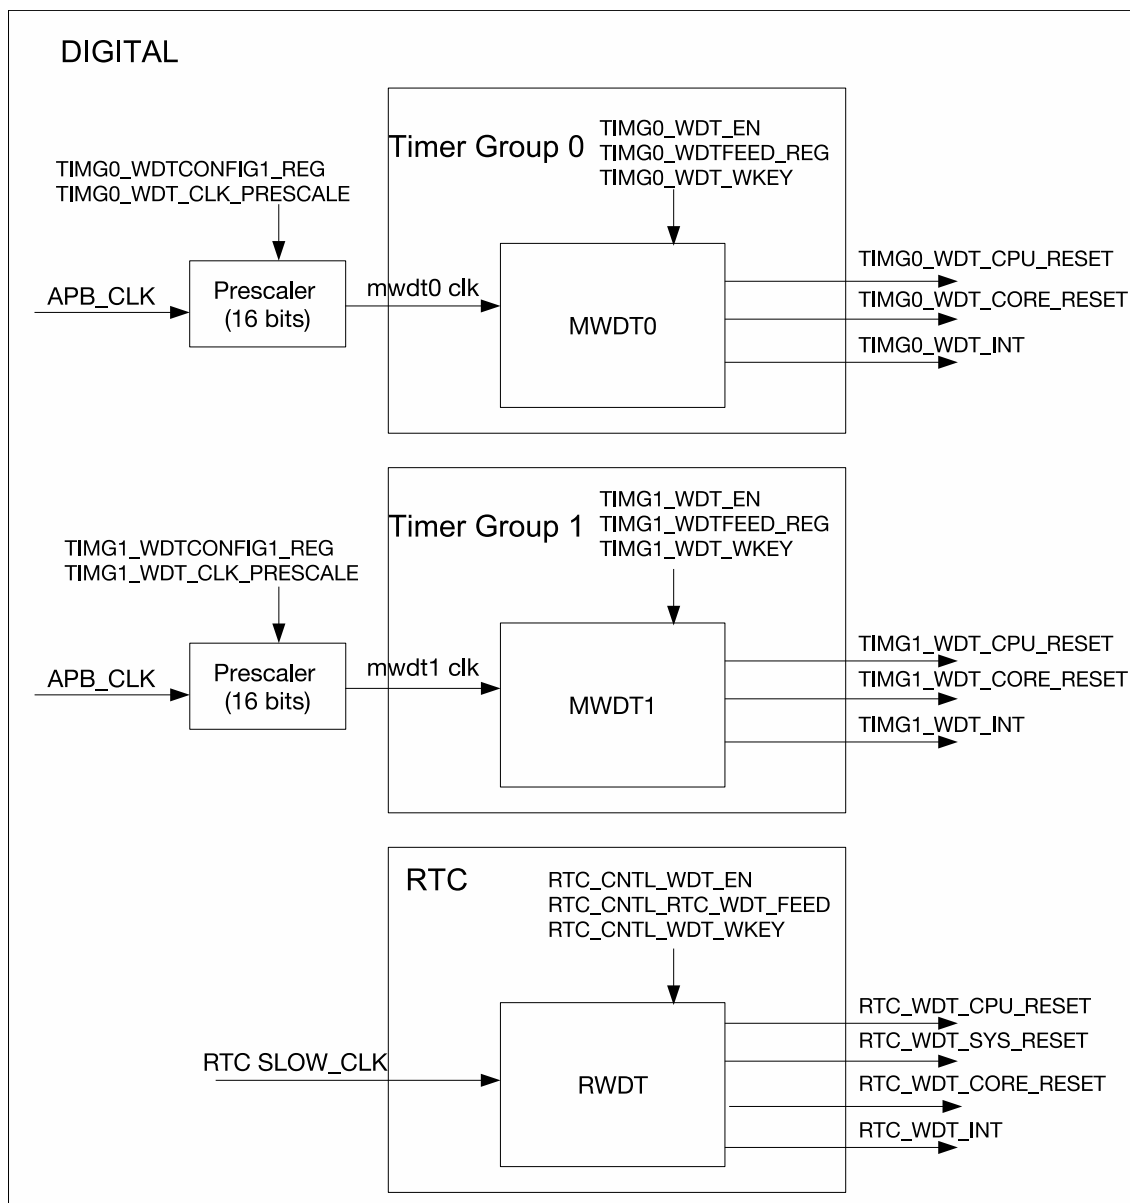 DIGITAL
Timer Group 0
TIMG0_WDT_EN
TIMG0_WDTFEED_REG
TIMG0_WDT_WKEY
TIMG0_WDTCONFIG1_REG
TIMG0_WDT_CLK_PRESCALE
APB_CLK
Prescaler
(16 bits)
mwdt0 clk
MWDT0
TIMG0_WDT_CPU_RESET
TIMG0_WDT_CORE_RESET
TIMG0_WDT_INT
Timer Group 1
TIMG1_WDT_EN
TIMG1_WDTFEED_REG
TIMG1_WDT_WKEY
TIMG1_WDTCONFIG1_REG
TIMG1_WDT_CLK_PRESCALE
APB_CLK
Prescaler
(16 bits)
mwdt1 clk
MWDT1
TIMG1_WDT_CPU_RESET
TIMG1_WDT_CORE_RESET
TIMG1_WDT_INT
RTC
RTC_CNTL_WDT_EN
RTC_CNTL_RTC_WDT_FEED
RTC_CNTL_WDT_WKEY
RTC SLOW_CLK
RWDT
RTC_WDT_CPU_RESET
RTC_WDT_SYS_RESET
RTC_WDT_CORE_RESET
RTC_WDT_INT